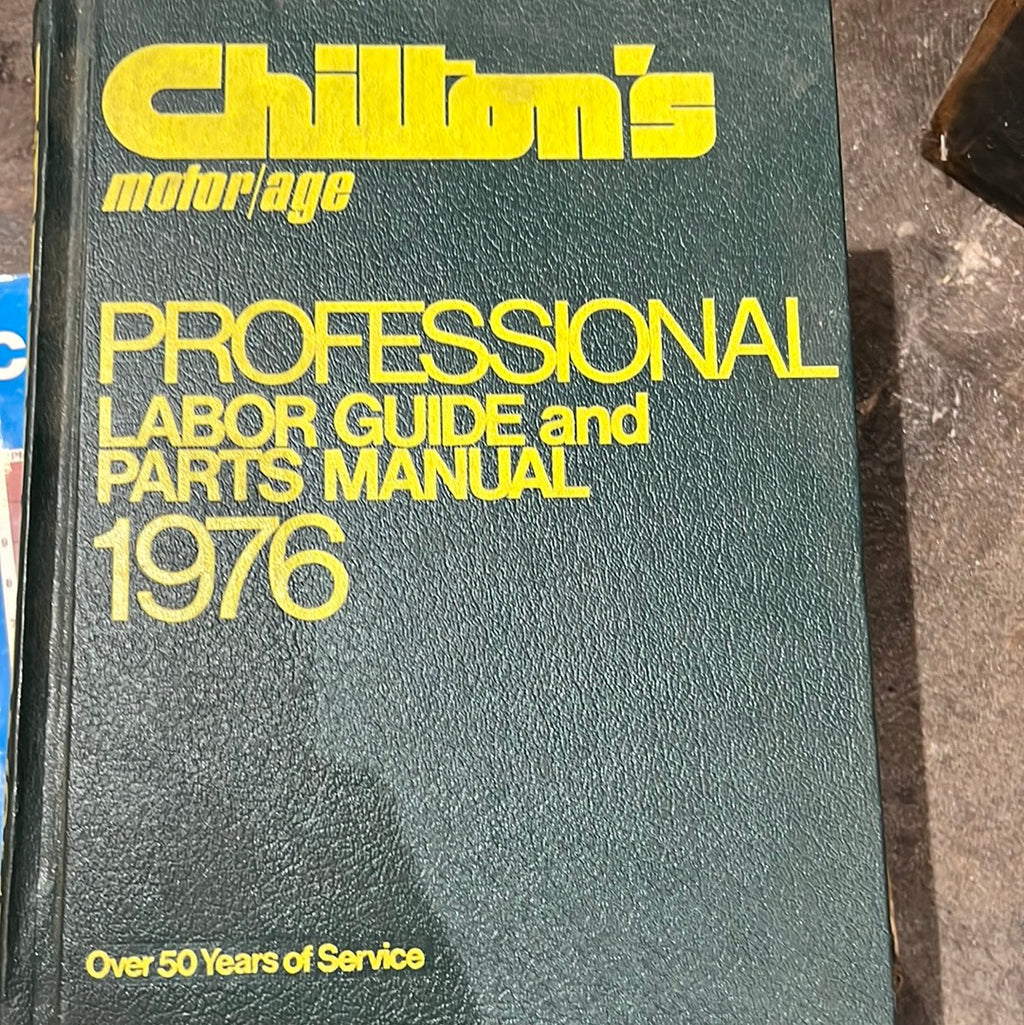 Chilton's
motor/age
PROFESSIONAL
LABOR GUIDE and
PARTS MANUAL
1976
Over 50 Years of Service
C